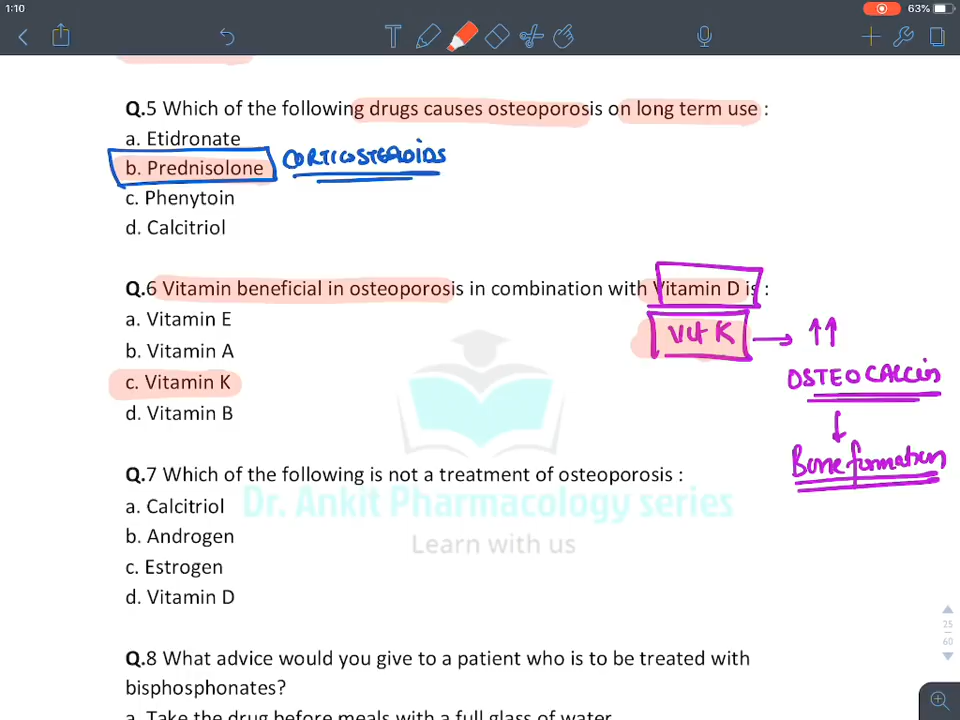 1:10
63%
T
Q.5 Which of the following drugs causes osteoporosis on long term use :
a. Etidronate
b. Prednisolone
CORTICOSTEROIDS
c. Phenytoin
d. Calcitriol
Q.6 Vitamin beneficial in osteoporosis in combination with Vitamin D is :
a. Vitamin E
Vit K → ↑↑
b. Vitamin A
OSTEOCALCIN
c. Vitamin K
↓
d. Vitamin B
Bone formation
Q.7 Which of the following is not a treatment of osteoporosis :
a. Calcitriol
Dr. Ankit Pharmacology series
b. Androgen
Learn with us
c. Estrogen
d. Vitamin D
25
60
Q.8 What advice would you give to a patient who is to be treated with
bisphosphonates?
a. Take the drug before meals with a full glass of water